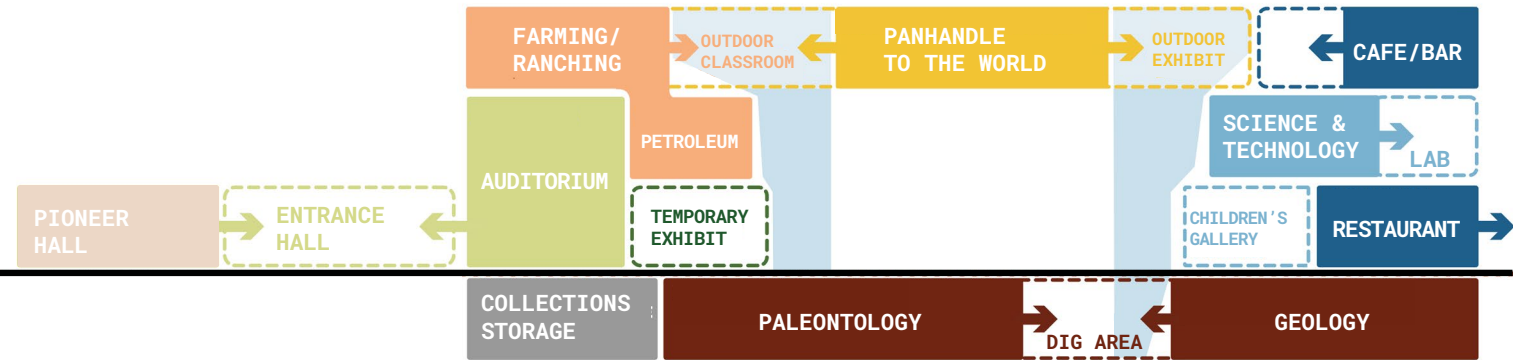 FARMING/
RANCHING
OUTDOOR
CLASSROOM
PANHANDLE
TO THE WORLD
OUTDOOR
EXHIBIT
CAFE/BAR
PETROLEUM
SCIENCE &
TECHNOLOGY
LAB
AUDITORIUM
PIONEER
HALL
ENTRANCE
HALL
TEMPORARY
EXHIBIT
CHILDREN'S
GALLERY
RESTAURANT
COLLECTIONS
STORAGE
PALEONTOLOGY
DIG AREA
GEOLOGY